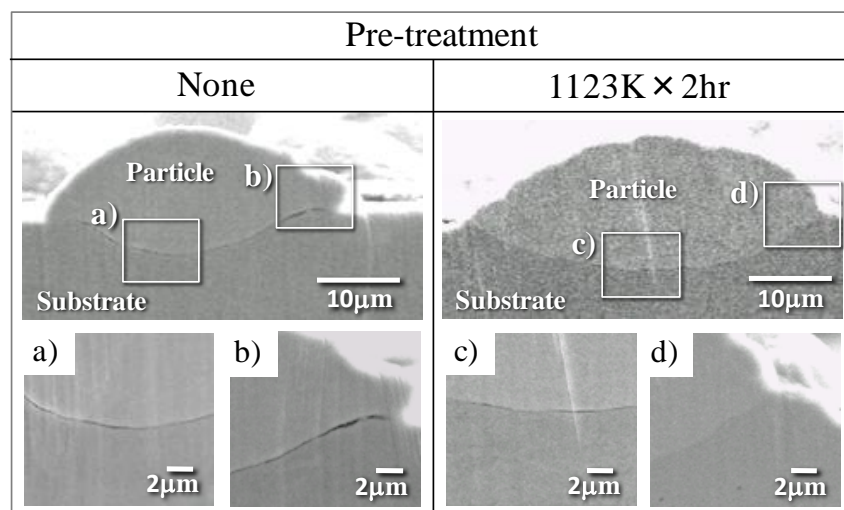 Pre-treatment
None
1123K × 2hr
Particle
b)
a)
Substrate
10μm
Particle
d)
c)
Substrate
10μm
a)
2μm
b)
2μm
c)
2μm
d)
2μm